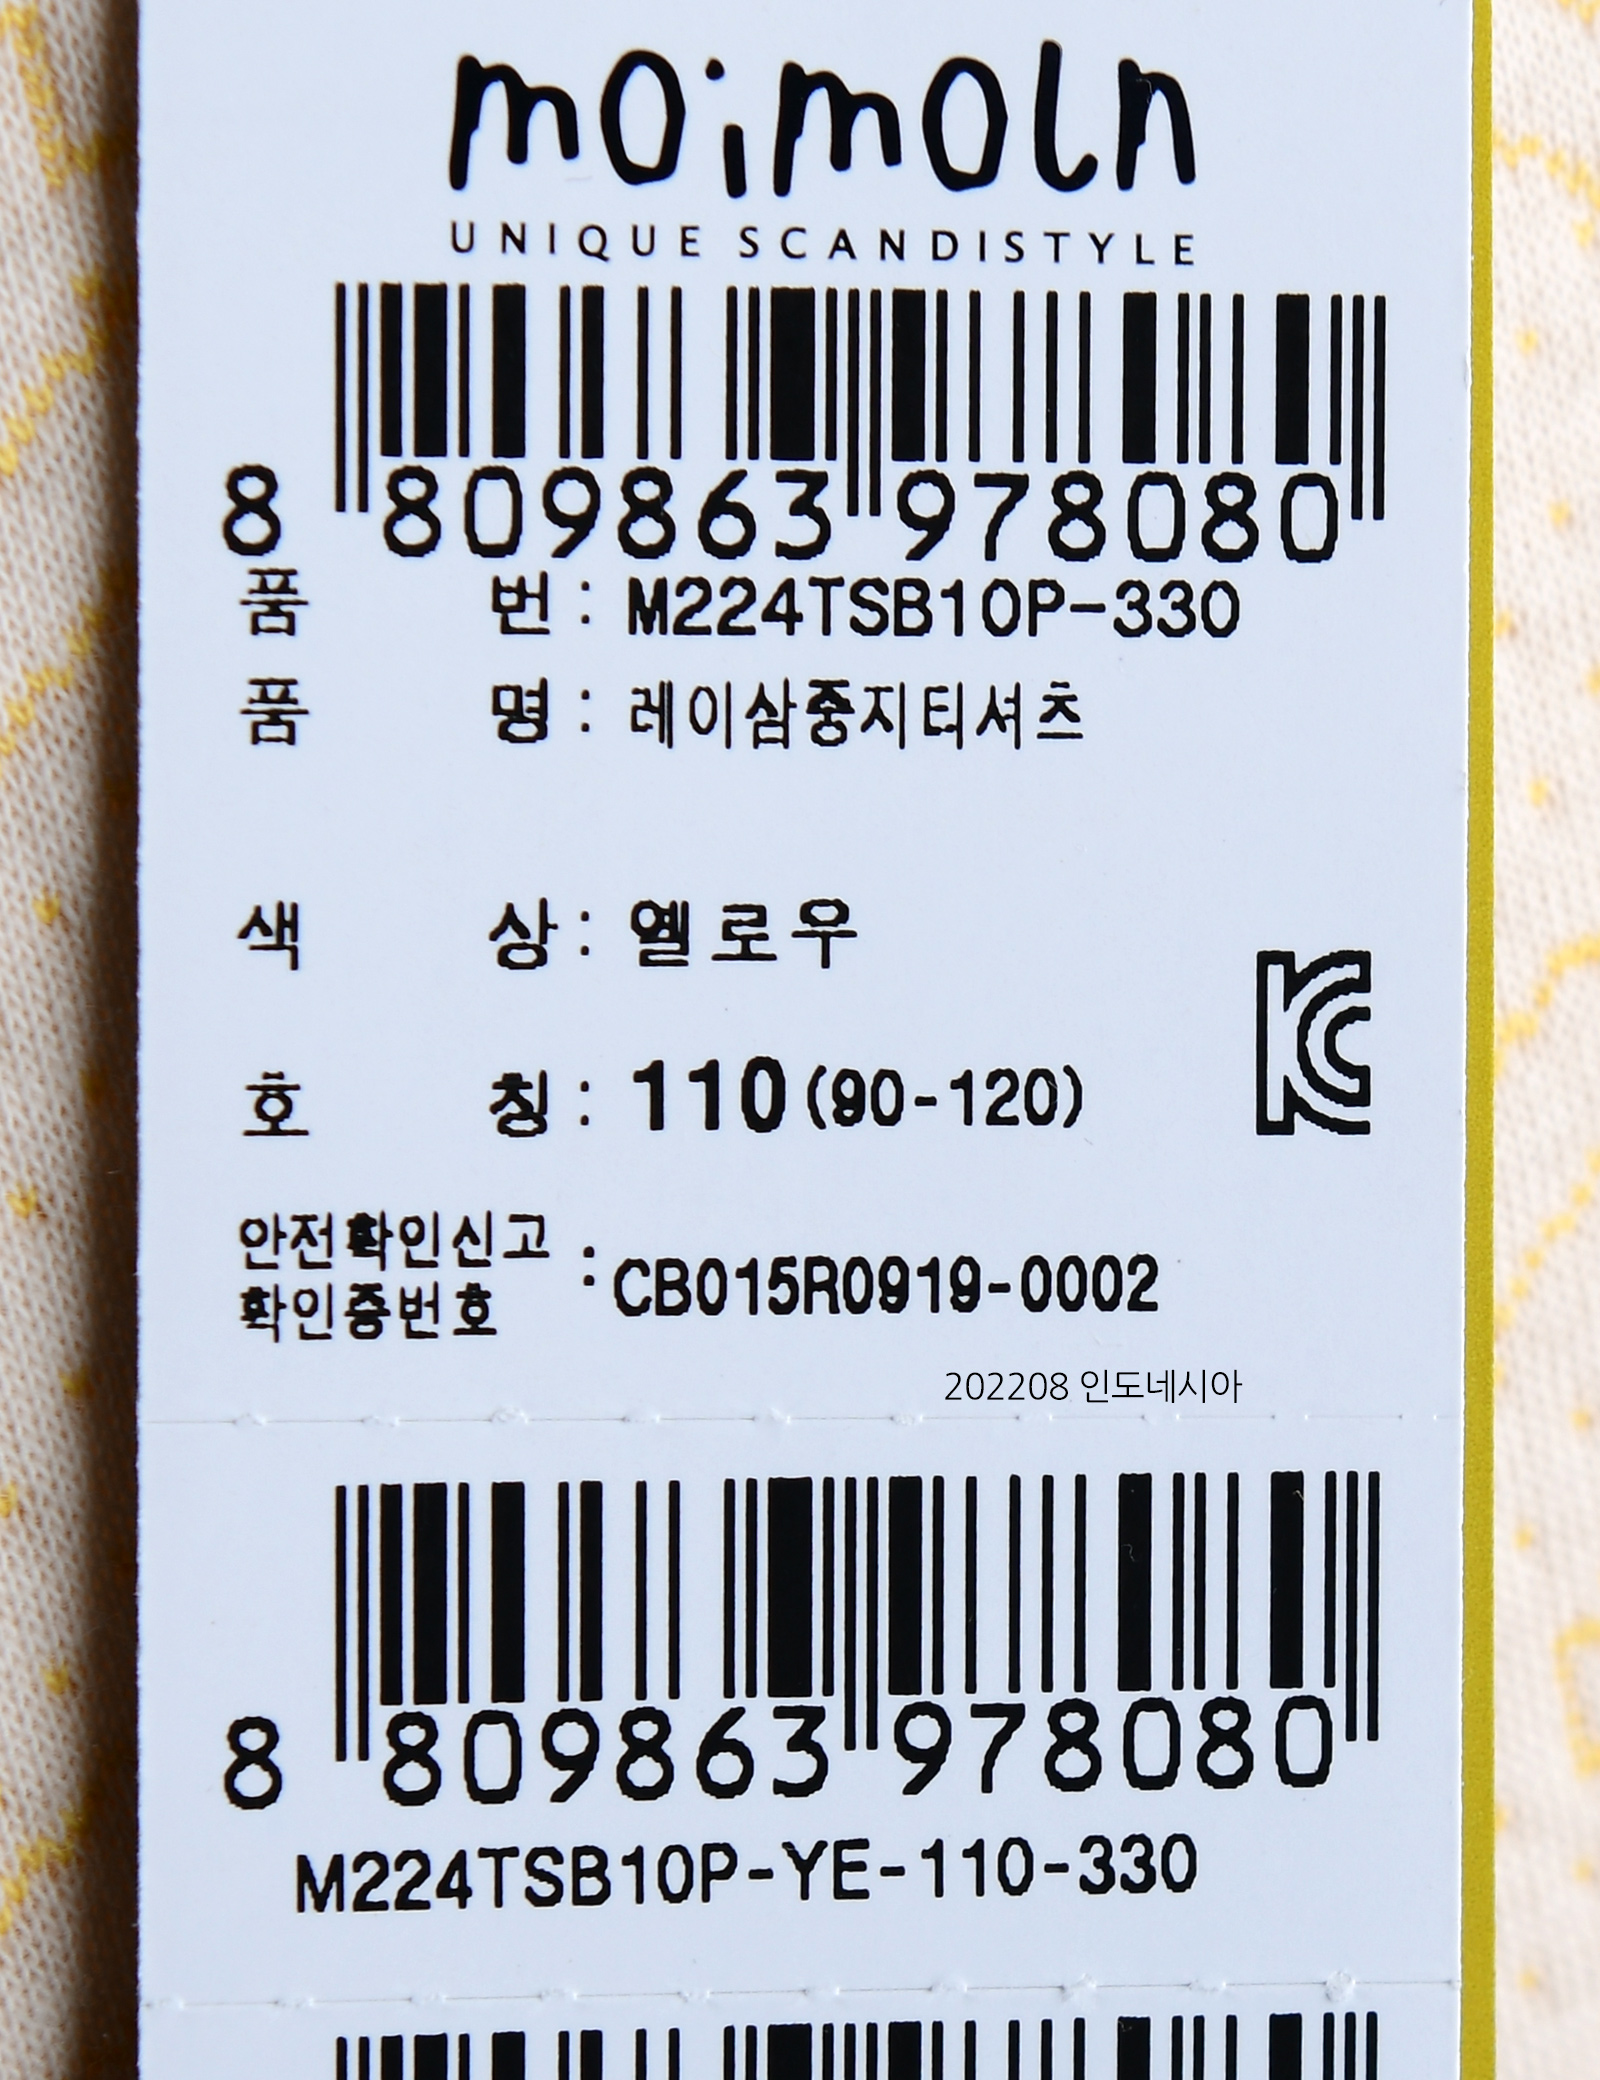 moimoln
UNIQUE SCANDISTYLE
8 809863 978080
품 번 : M224TSB10P-330
품 명 : 레이삼중지티셔츠
색 상 : 옐로우
호 칭 : 110 (90-120)
KC
안전확인신고
확인증번호 : CB015R0919-0002
202208 인도네시아
8 809863 978080
M224TSB10P-YE-110-330